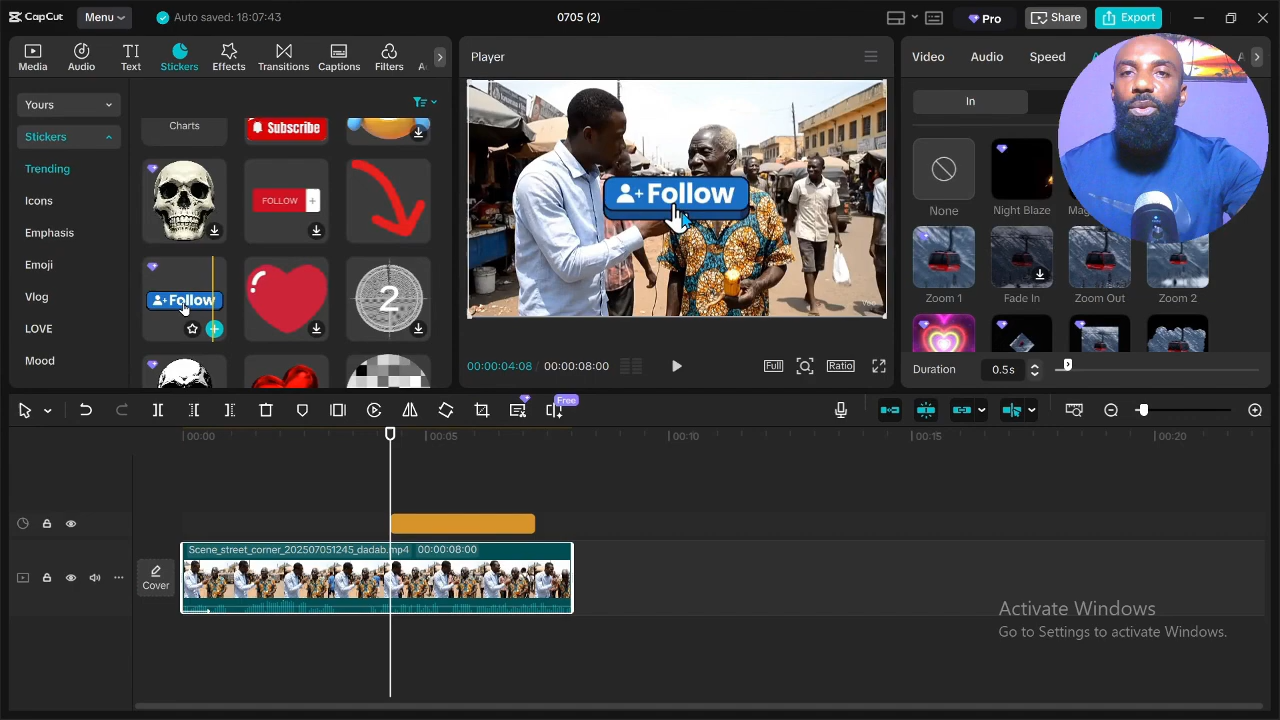 CapCut
Menu
Auto saved: 18:07:43
0705 (2)
Pro
Share
Export
Media
Audio
Text
Stickers
Effects
Transitions
Captions
Filters
Player
Video
Audio
Speed
Yours
Stickers
Trending
Icons
Emphasis
Emoji
Vlog
LOVE
Mood
Charts
Subscribe
FOLLOW +
Follow
2
Follow
Veo
In
None
Night Blaze
Zoom 1
Fade In
Zoom Out
Zoom 2
Duration
0.5s
00:00:04:08 / 00:00:08:00
Full
Ratio
Free
00:00
00:05
00:10
00:15
00:20
Scene_street_corner_202507051245_dadab.mp4 00:00:08:00
Cover
Activate Windows
Go to Settings to activate Windows.